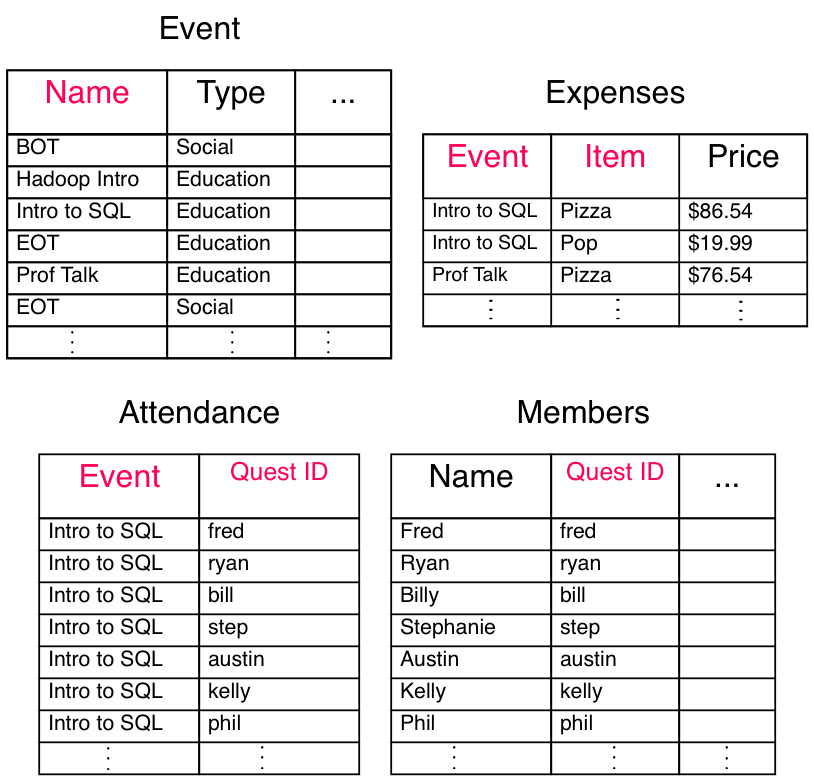 Event
Name Type ...
BOT Social
Hadoop Intro Education
Intro to SQL Education
EOT Education
Prof Talk Education
EOT Social
⋮ ⋮ ⋮
Expenses
Event Item Price
Intro to SQL Pizza $86.54
Intro to SQL Pop $19.99
Prof Talk Pizza $76.54
⋮ ⋮ ⋮
Attendance
Event Quest ID
Intro to SQL fred
Intro to SQL ryan
Intro to SQL bill
Intro to SQL step
Intro to SQL austin
Intro to SQL kelly
Intro to SQL phil
⋮ ⋮
Members
Name Quest ID ...
Fred fred
Ryan ryan
Billy bill
Stephanie step
Austin austin
Kelly kelly
Phil phil
⋮ ⋮ ⋮